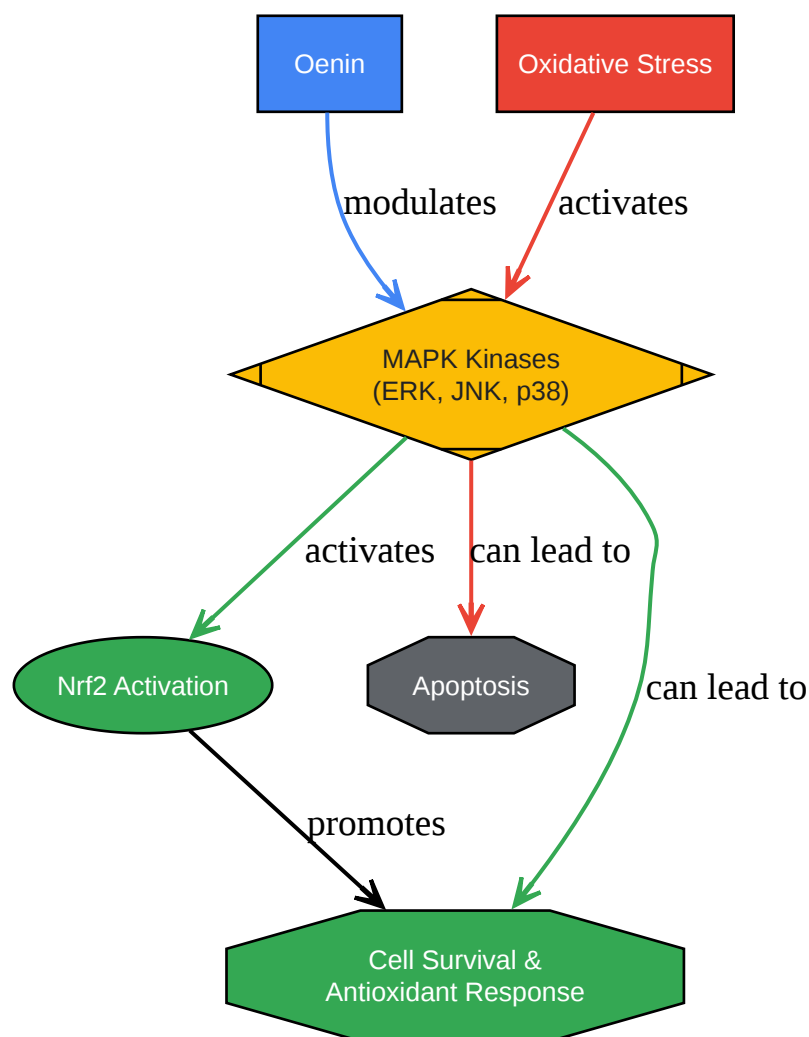 Oenin
Oxidative Stress
modulates
activates
MAPK Kinases
(ERK, JNK, p38)
activates
can lead to
Nrf2 Activation
Apoptosis
can lead to
promotes
Cell Survival &
Antioxidant Response